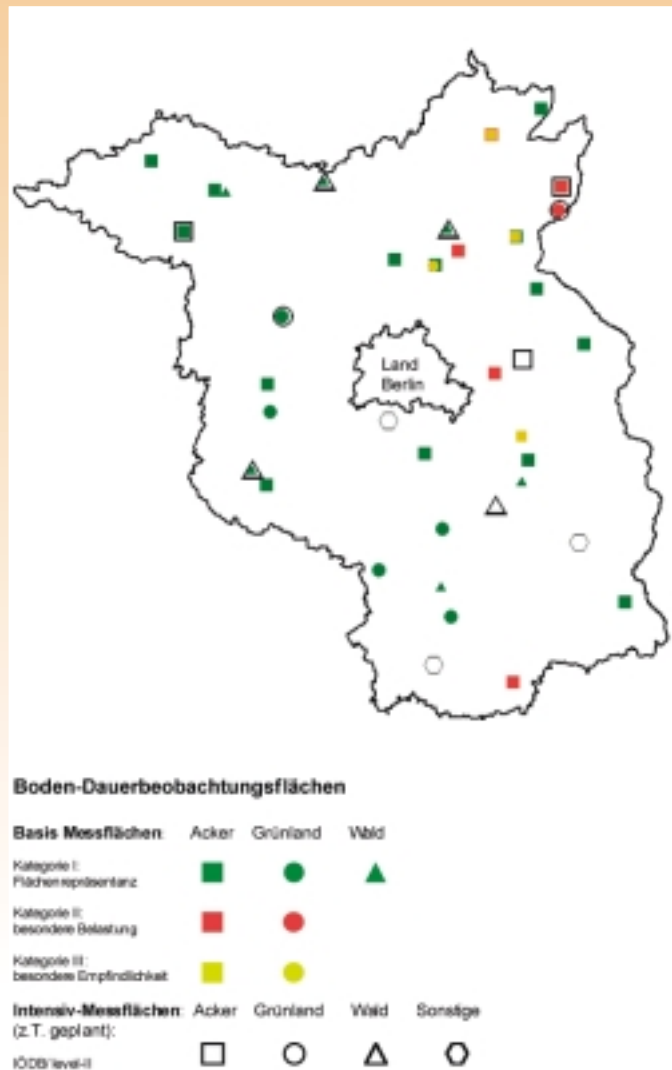 Land
Berlin
Boden-Dauerbeobachtungsflächen
Basis Messflächen: Acker Grünland Wald
Kategorie I:
Flächenrepräsentanz
Kategorie II:
besondere Belastung
Kategorie III:
besondere Empfindlichkeit
Intensiv-Messflächen: Acker Grünland Wald Sonstige
(z.T. geplant):
level-II